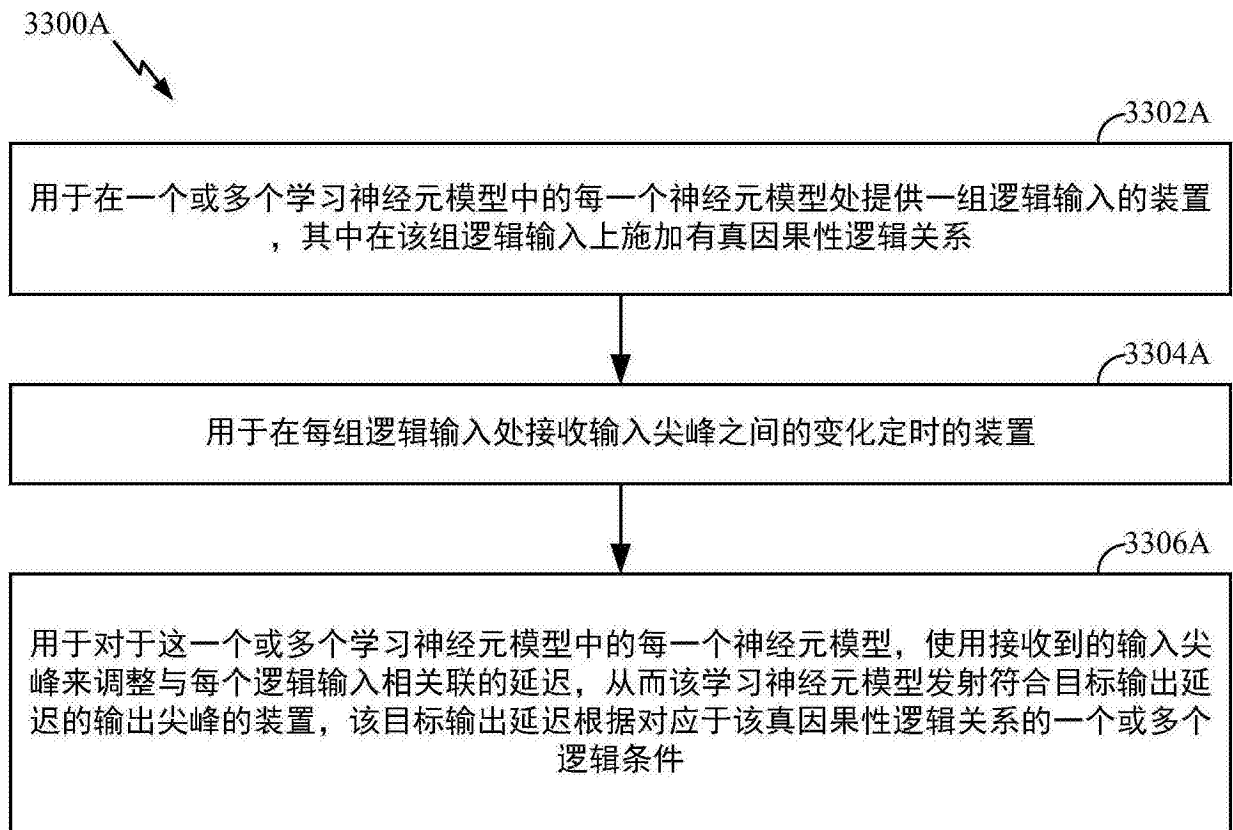 3300A
3302A
用于在一个或多个学习神经元模型中的每一个神经元模型处提供一组逻辑输入的装置
，其中在该组逻辑输入上施加有真因果性逻辑关系
3304A
用于在每组逻辑输入处接收输入尖峰之间的变化定时的装置
3306A
用于对于这一个或多个学习神经元模型中的每一个神经元模型，使用接收到的输入尖
峰来调整与每个逻辑输入相关联的延迟，从而该学习神经元模型发射符合目标输出延
迟的输出尖峰的装置，该目标输出延迟根据对应于该真因果性逻辑关系的一个或多个
逻辑条件